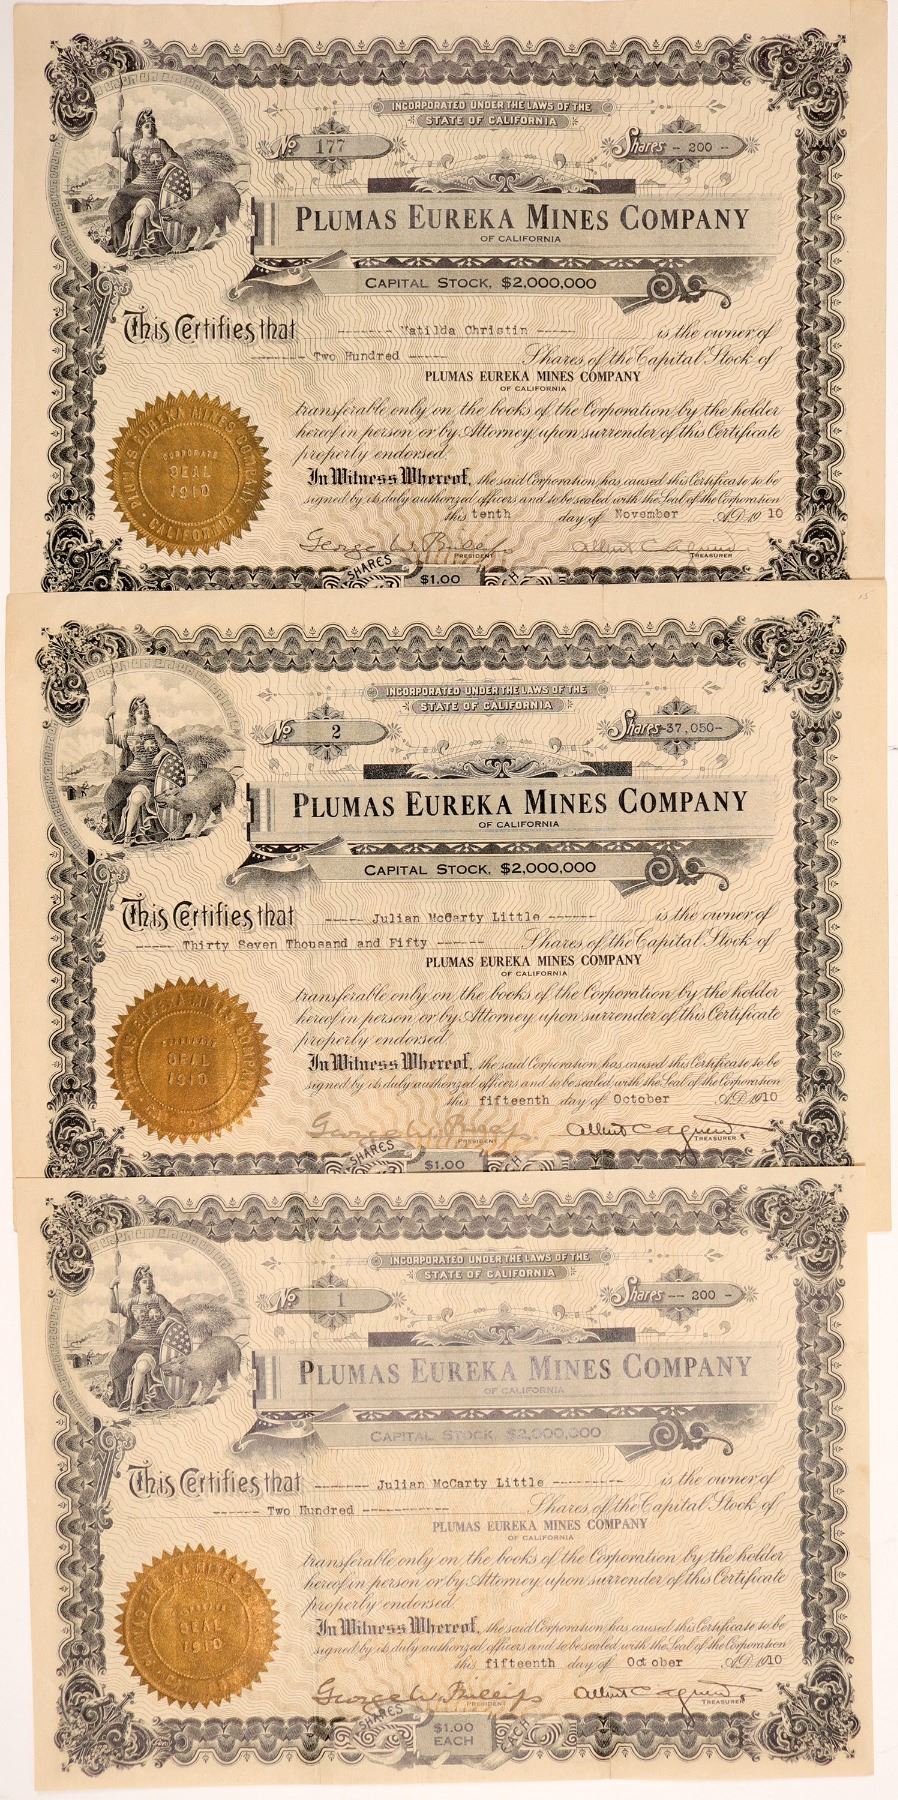 INCORPORATED UNDER THE LAWS OF THE
STATE OF CALIFORNIA
No 177
Shares - 200 -
PLUMAS EUREKA MINES COMPANY
OF CALIFORNIA
CAPITAL STOCK, $2,000,000
This Certifies that ------- Matilda Christin ----- is the owner of
------- Two Hundred ----- Shares of the Capital Stock of
PLUMAS EUREKA MINES COMPANY
OF CALIFORNIA
transferable only on the books of the Corporation by the holder
hereof in person or by Attorney, upon surrender of this Certificate
properly endorsed.
In Witness Whereof, the said Corporation has caused this Certificate to be
signed by its duly authorized officers and to be sealed with the Seal of the Corporation
this tenth day of November A.D. 1910
PLUMAS EUREKA MINES COMPANY
CORPORATE
SEAL
1910
CALIFORNIA
PRESIDENT
Albert C Agnew
TREASURER
SHARES
$1.00
15
INCORPORATED UNDER THE LAWS OF THE
STATE OF CALIFORNIA
No 2
Shares -37,050-
PLUMAS EUREKA MINES COMPANY
OF CALIFORNIA
CAPITAL STOCK, $2,000,000
This Certifies that ----- Julian McCarty Little ------ is the owner of
----- Thirty Seven Thousand and Fifty ------ Shares of the Capital Stock of
PLUMAS EUREKA MINES COMPANY
OF CALIFORNIA
transferable only on the books of the Corporation by the holder
hereof in person or by Attorney, upon surrender of this Certificate
properly endorsed.
In Witness Whereof, the said Corporation has caused this Certificate to be
signed by its duly authorized officers and to be sealed with the Seal of the Corporation
this fifteenth day of October A.D. 1910
PLUMAS EUREKA MINES COMPANY
CORPORATE
SEAL
1910
PRESIDENT
Albert C Agnew
TREASURER
SHARES
$1.00
INCORPORATED UNDER THE LAWS OF THE
STATE OF CALIFORNIA
No 1
Shares -- 200 -
PLUMAS EUREKA MINES COMPANY
OF CALIFORNIA
CAPITAL STOCK, $2,000,000
This Certifies that ------- Julian McCarty Little --------- is the owner of
------- Two Hundred ----------- Shares of the Capital Stock of
PLUMAS EUREKA MINES COMPANY
OF CALIFORNIA
transferable only on the books of the Corporation by the holder
hereof in person or by Attorney, upon surrender of this Certificate
properly endorsed.
In Witness Whereof, the said Corporation has caused this Certificate to be
signed by its duly authorized officers and to be sealed with the Seal of the Corporation
this fifteenth day of October A.D. 1910
SEAL
1910
George W Phillips
PRESIDENT
Albert C Agnew
TREASURER
SHARES
$1.00
EACH